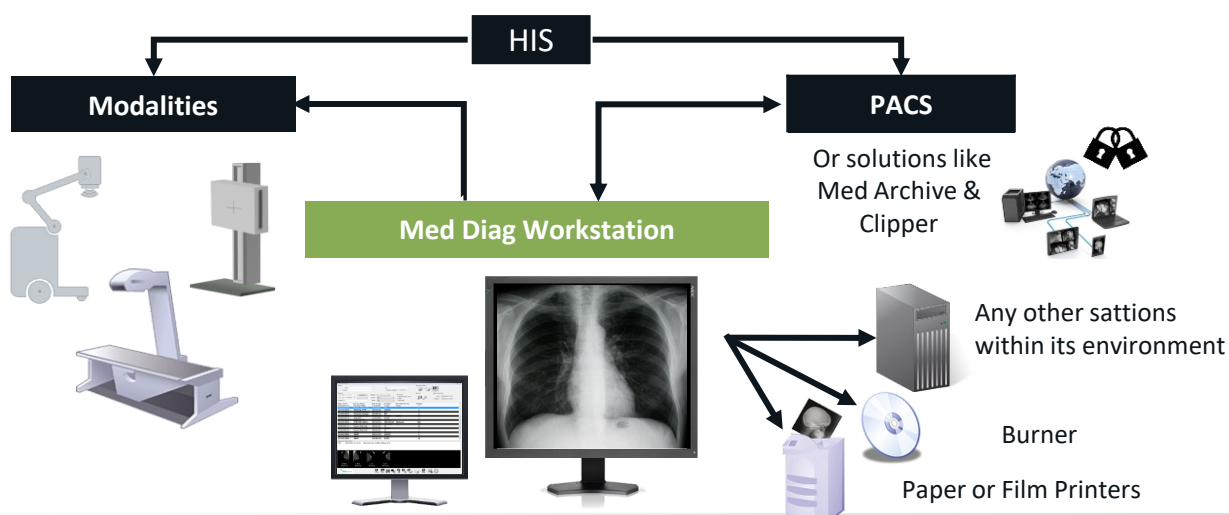 HIS
Modalities
PACS
Or solutions like
Med Archive &
Clipper
Med Diag Workstation
Any other sattions
within its environment
Burner
Paper or Film Printers